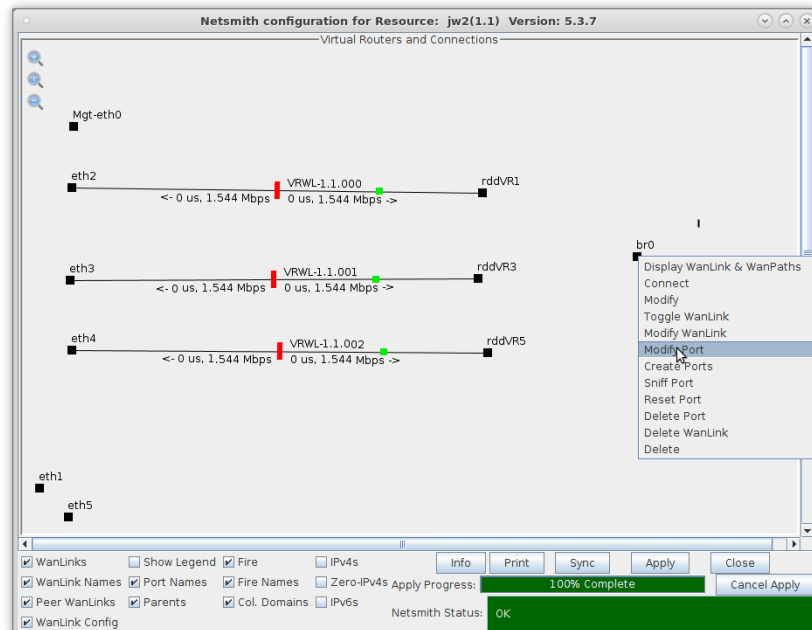 Netsmith configuration for Resource: jw2(1.1) Version: 5.3.7
Virtual Routers and Connections
Mgt-eth0
eth2
VRWL-1.1.000
rddVR1
<- 0 us, 1.544 Mbps 0 us, 1.544 Mbps ->
br0
eth3
VRWL-1.1.001
rddVR3
<- 0 us, 1.544 Mbps 0 us, 1.544 Mbps ->
eth4
VRWL-1.1.002
rddVR5
<- 0 us, 1.544 Mbps 0 us, 1.544 Mbps ->
Display WanLink & WanPaths
Connect
Modify
Toggle WanLink
Modify WanLink
Modify Port
Create Ports
Sniff Port
Reset Port
Delete Port
Delete WanLink
Delete
eth1
eth5
WanLinks Show Legend Fire IPv4s Info Print Sync Apply Close
WanLink Names Port Names Fire Names Zero-IPv4s Apply Progress: 100% Complete Cancel Apply
Peer WanLinks Parents Col. Domains IPv6s Netsmith Status: OK
WanLink Config